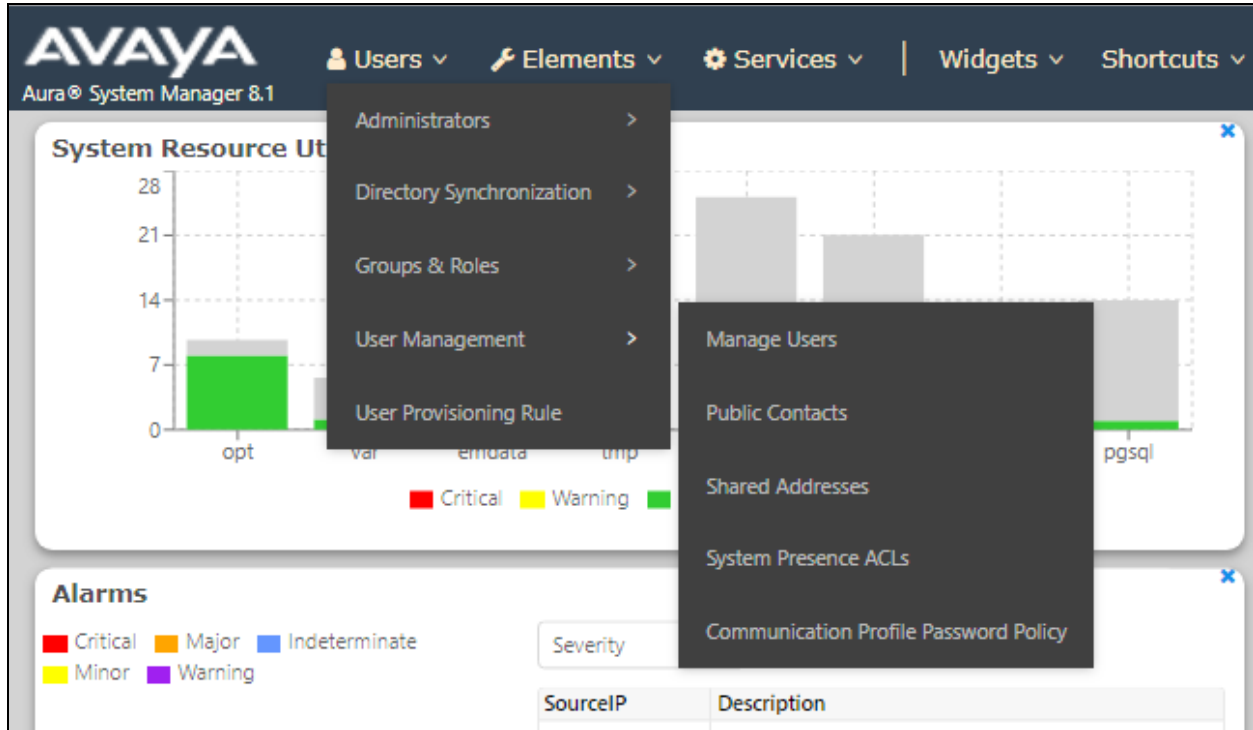 AVAYA
Aura® System Manager 8.1
Users Elements Services | Widgets Shortcuts
Administrators >
Directory Synchronization >
Groups & Roles >
User Management >
User Provisioning Rule
Manage Users
Public Contacts
Shared Addresses
System Presence ACLs
Communication Profile Password Policy
System Resource Ut
28
21
14
7
0
opt var emdata tmp pgsql
Critical Warning
Alarms
Critical Major Indeterminate
Minor Warning
Severity
SourceIP Description